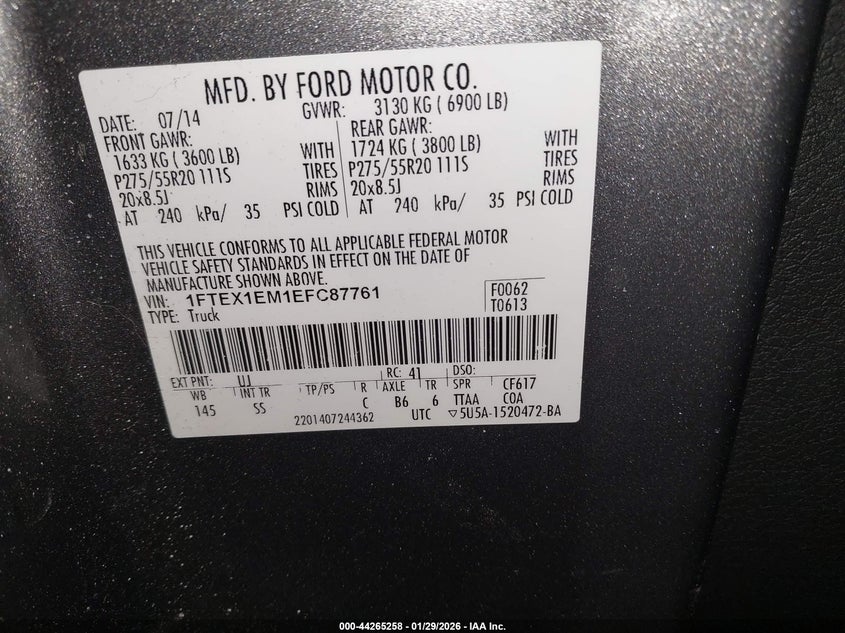 MFD. BY FORD MOTOR CO.
DATE: 07/14 GVWR: 3130 KG ( 6900 LB)
FRONT GAWR: REAR GAWR:
1633 KG ( 3600 LB) WITH 1724 KG ( 3800 LB) WITH
P275/55R20 111S TIRES P275/55R20 111S TIRES
20x8.5J RIMS 20x8.5J RIMS
AT 240 kPa/ 35 PSI COLD AT 240 kPa/ 35 PSI COLD
THIS VEHICLE CONFORMS TO ALL APPLICABLE FEDERAL MOTOR
VEHICLE SAFETY STANDARDS IN EFFECT ON THE DATE OF
MANUFACTURE SHOWN ABOVE.
VIN: 1FTEX1EM1EFC87761 F0062
TYPE: Truck T0613
EXT PNT: UJ RC: 41 DSO:
WB INT TR TP/PS R AXLE TR SPR CF617
145 SS C B6 6 TTAA COA
2201407244362 UTC ▽5U5A-1520472-BA
000-44265258 - 01/29/2026 - IAA Inc.